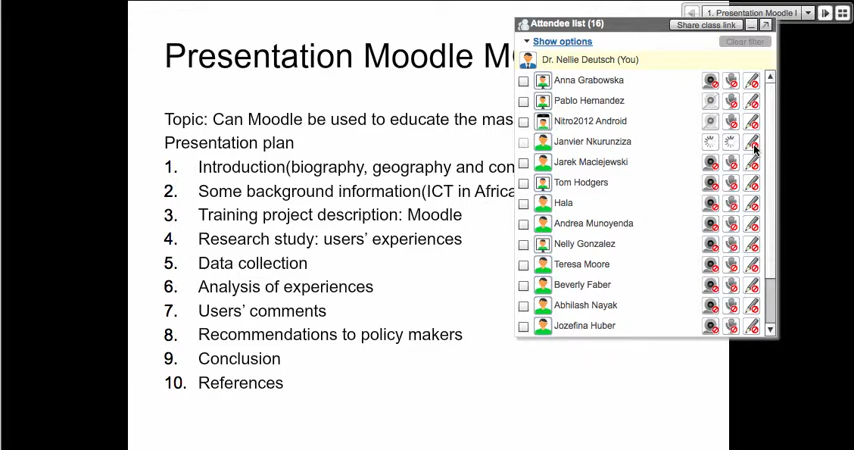 1. Presentation Moodle
Attendee list (16)
Share class link
Show options
Clear filter
Dr. Nellie Deutsch (You)
Anna Grabowska
Pablo Hernandez
Nitro2012 Android
Janvier Nkurunziza
Jarek Maciejewski
Tom Hodgers
Hala
Andrea Munoyenda
Nelly Gonzalez
Teresa Moore
Beverly Faber
Abhilash Nayak
Jozefina Huber
Presentation Moodle
Topic: Can Moodle be used to educate the
Presentation plan
1. Introduction(biography, geography and
2. Some background information(ICT in Africa
3. Training project description: Moodle
4. Research study: users' experiences
5. Data collection
6. Analysis of experiences
7. Users' comments
8. Recommendations to policy makers
9. Conclusion
10. References